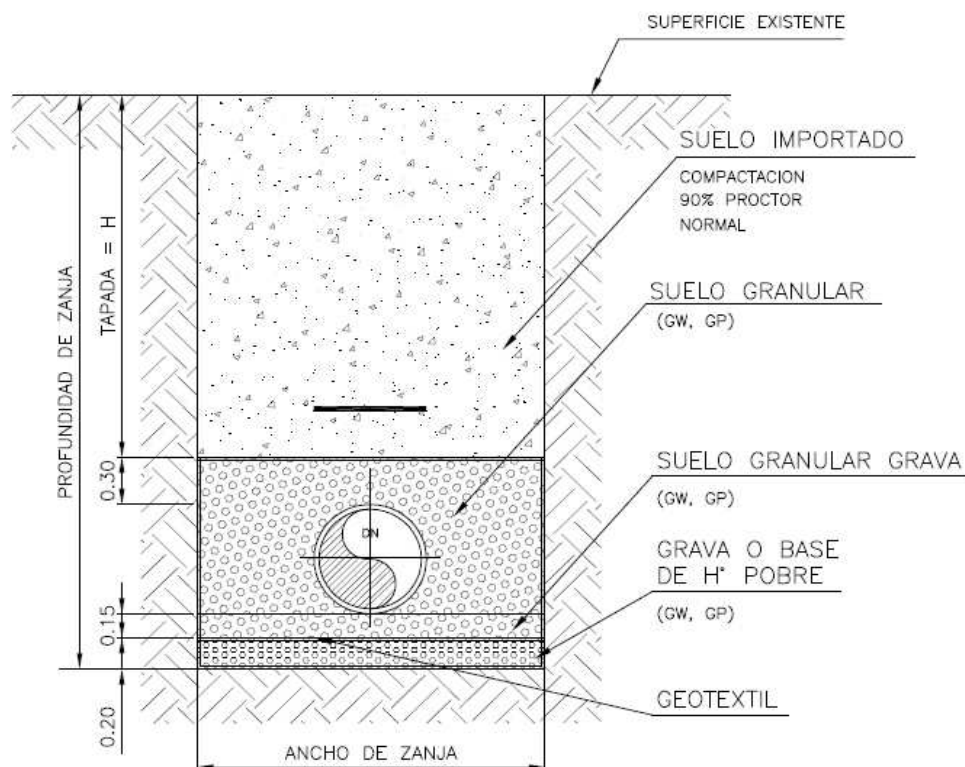 SUPERFICIE EXISTENTE
SUELO IMPORTADO
COMPACTACION
90% PROCTOR
NORMAL
SUELO GRANULAR
(GW, GP)
SUELO GRANULAR GRAVA
(GW, GP)
GRAVA O BASE
DE H° POBRE
(GW, GP)
GEOTEXTIL
PROFUNDIDAD DE ZANJA
TAPADA = H
0.30
0.15
0.20
DN
ANCHO DE ZANJA